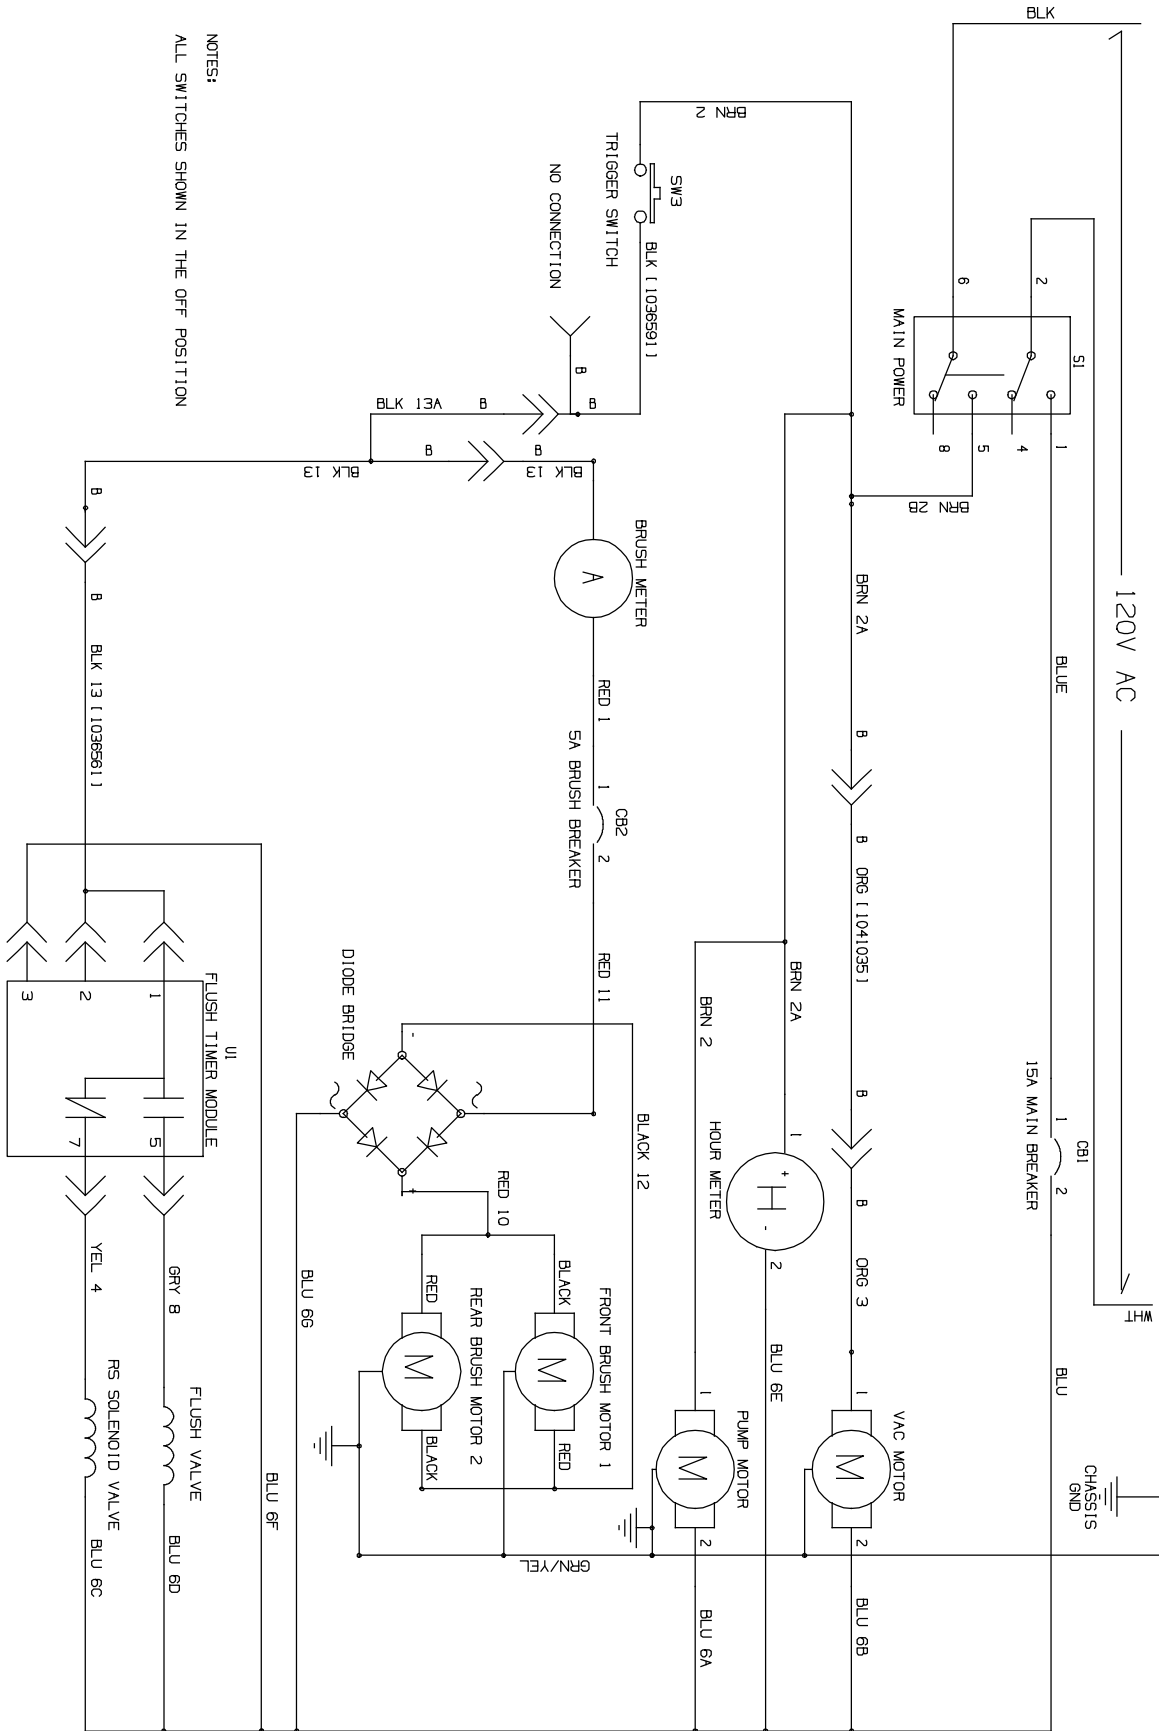 BLK
120V AC
WHT
CHASSIS
GND
BRN 2
SW3
TRIGGER SWITCH
BLK [1036591]
NO CONNECTION
B
B
BLK 13A
B
B
B
BLK 13
BLK 13
NOTES:
ALL SWITCHES SHOWN IN THE OFF POSITION
6
2
MAIN POWER
S1
8
5
4
1
BRN 2B
BLUE
15A MAIN BREAKER
1
CB1
2
BLU
BRN 2A
B
B
ORG [1041035]
B
B
ORG 3
1
VAC MOTOR
M
2
BLU 6B
BRN 2A
1
HOUR METER
+
H
-
2
BLU 6E
BRN 2
1
PUMP MOTOR
M
2
BLU 6A
BRUSH METER
A
RED 1
5A BRUSH BREAKER
1
CB2
2
RED 11
DIODE BRIDGE
-
+
BLACK 12
RED 10
BLACK
FRONT BRUSH MOTOR 1
M
RED
RED
REAR BRUSH MOTOR 2
M
BLACK
GRN/YEL
BLU 6G
B
B
BLK 13 [1036561]
3
2
1
U1
FLUSH TIMER MODULE
7
5
YEL 4
GRY 8
RS SOLENOID VALVE
FLUSH VALVE
BLU 6F
BLU 6C
BLU 6D